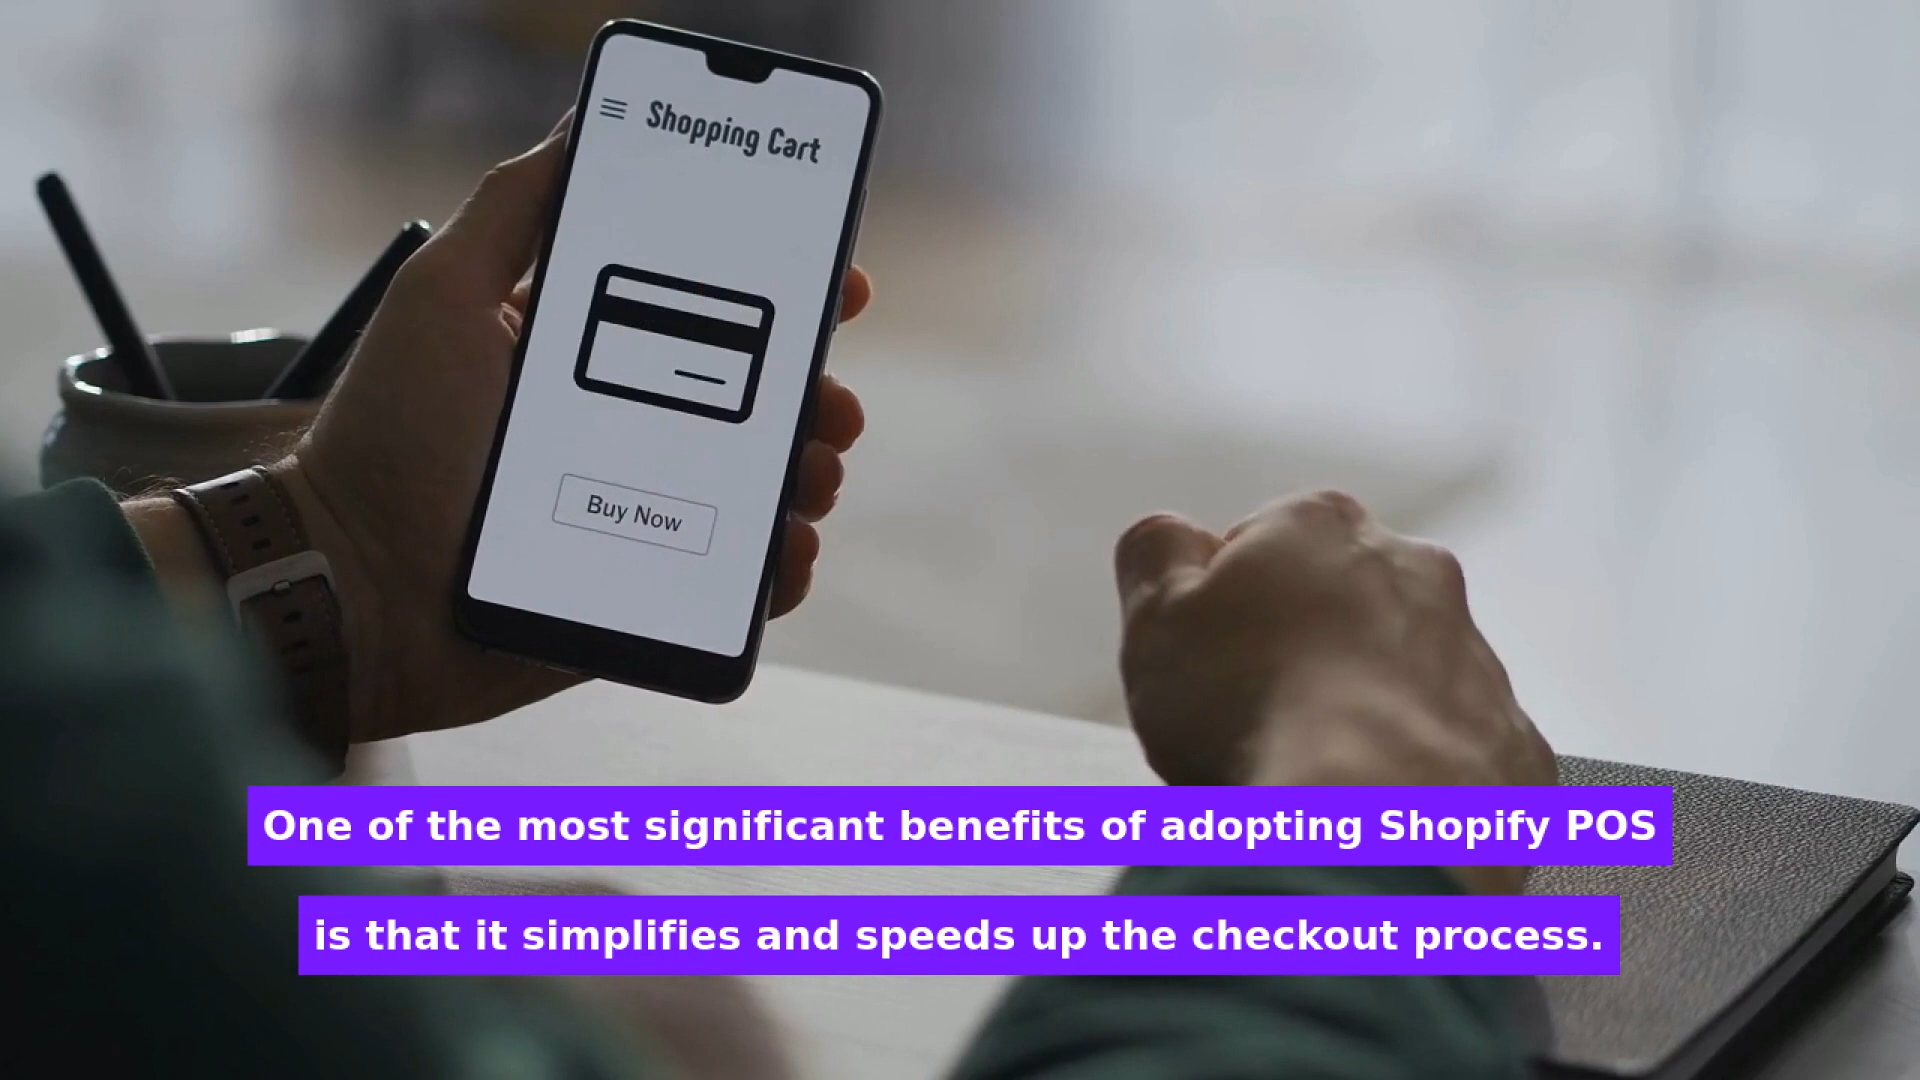 Shopping Cart
Buy Now
One of the most significant benefits of adopting Shopify POS
is that it simplifies and speeds up the checkout process.